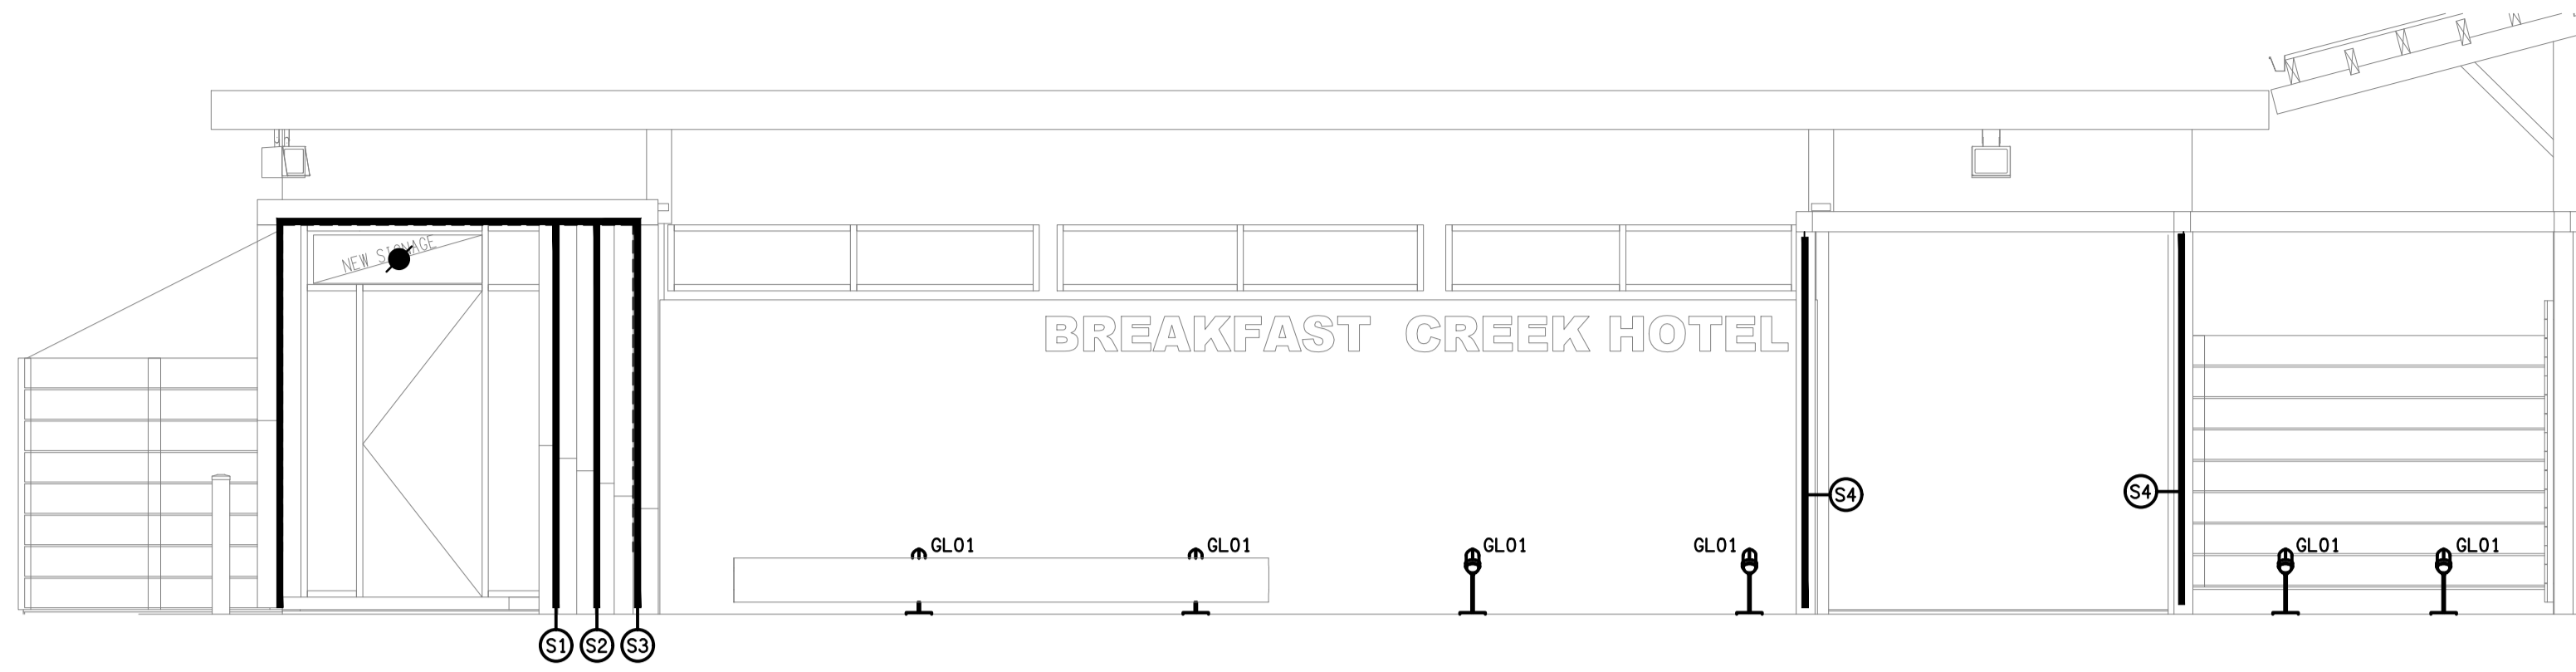 NEW SIGNAGE
BREAKFAST CREEK HOTEL
S4
S4
GL01
GL01
GL01
GL01
GL01
GL01
S1
S2
S3